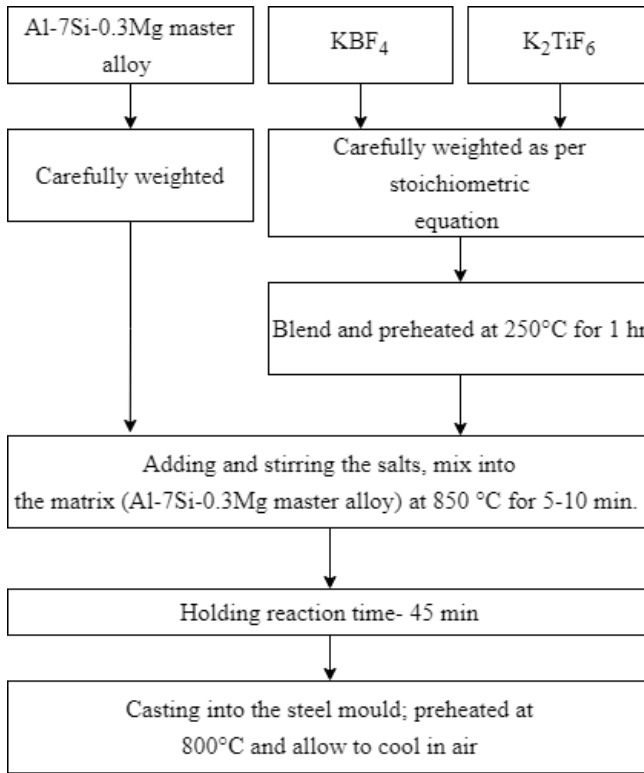 Al-7Si-0.3Mg master
alloy
KBF₄
K₂TiF₆
Carefully weighted
Carefully weighted as per
stoichiometric
equation
Blend and preheated at 250°C for 1 hr
Adding and stirring the salts, mix into
the matrix (Al-7Si-0.3Mg master alloy) at 850 °C for 5-10 min.
Holding reaction time- 45 min
Casting into the steel mould; preheated at
800°C and allow to cool in air